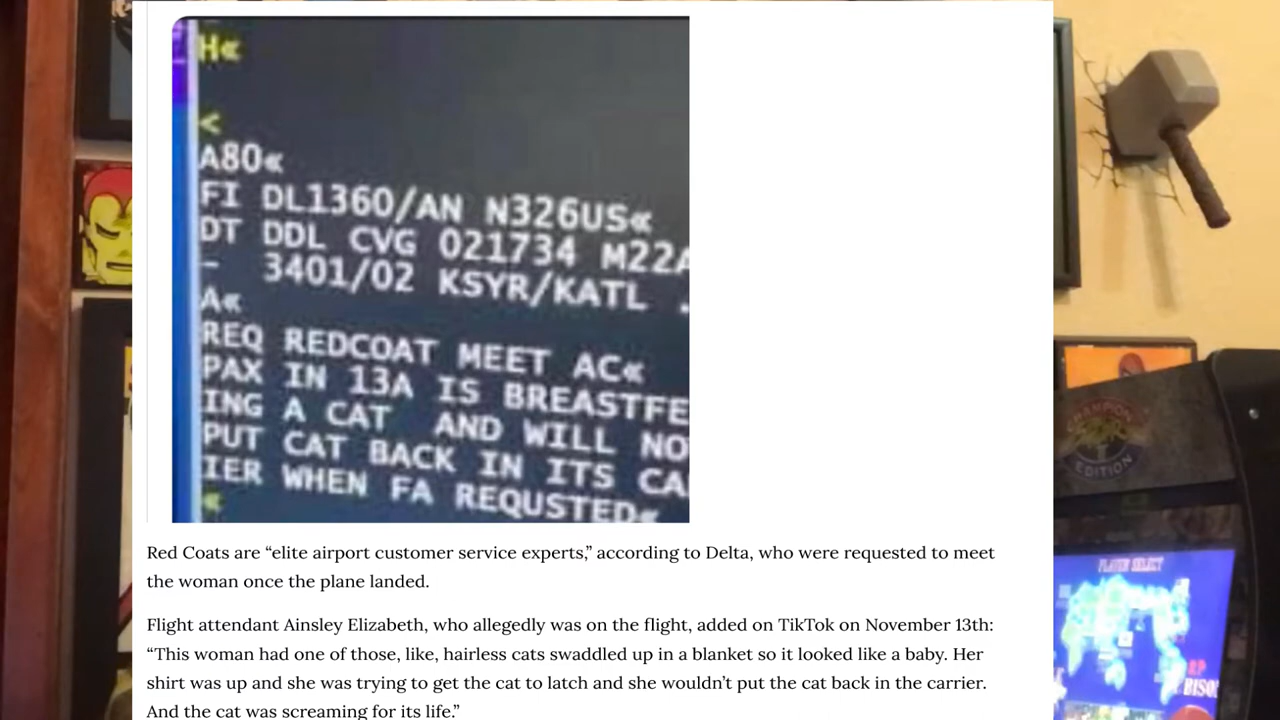 H«
<
A80«
FI DL1360/AN N326US«
DT DDL CVG 021734 M22A
- 3401/02 KSYR/KATL .
A«
REQ REDCOAT MEET AC«
PAX IN 13A IS BREASTFE
ING A CAT AND WILL NO
PUT CAT BACK IN ITS CA
IER WHEN FA REQUSTED«
«
Red Coats are “elite airport customer service experts,” according to Delta, who were requested to meet
the woman once the plane landed.
Flight attendant Ainsley Elizabeth, who allegedly was on the flight, added on TikTok on November 13th:
“This woman had one of those, like, hairless cats swaddled up in a blanket so it looked like a baby. Her
shirt was up and she was trying to get the cat to latch and she wouldn’t put the cat back in the carrier.
And the cat was screaming for its life.”
CHAMPION
EDITION
PLAYER SELECT
2P
BISO